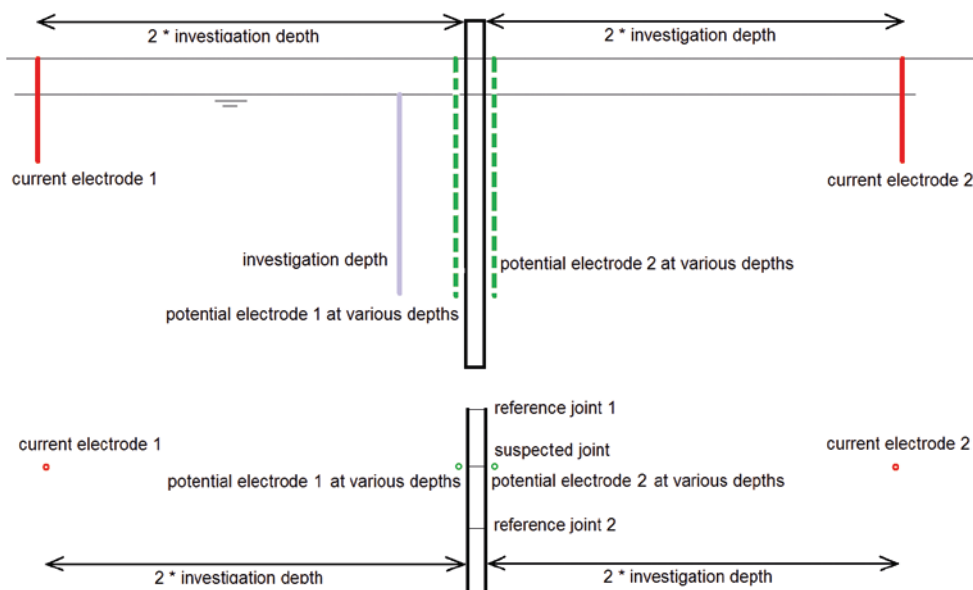 2 * investigation depth
2 * investigation depth
current electrode 1
current electrode 2
investigation depth
potential electrode 2 at various depths
potential electrode 1 at various depths
reference joint 1
current electrode 1
suspected joint
current electrode 2
potential electrode 1 at various depths
potential electrode 2 at various depths
reference joint 2
2 * investigation depth
2 * investigation depth